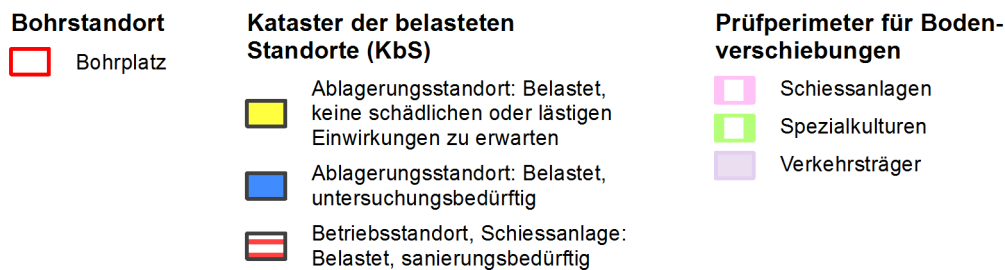 Bohrstandort
Bohrplatz
Kataster der belasteten
Standorte (KbS)
Ablagerungsstandort: Belastet,
keine schädlichen oder lästigen
Einwirkungen zu erwarten
Ablagerungsstandort: Belastet,
untersuchungsbedürftig
Betriebsstandort, Schiessanlage:
Belastet, sanierungsbedürftig
Prüfperimeter für Boden-
verschiebungen
Schiessanlagen
Spezialkulturen
Verkehrsträger